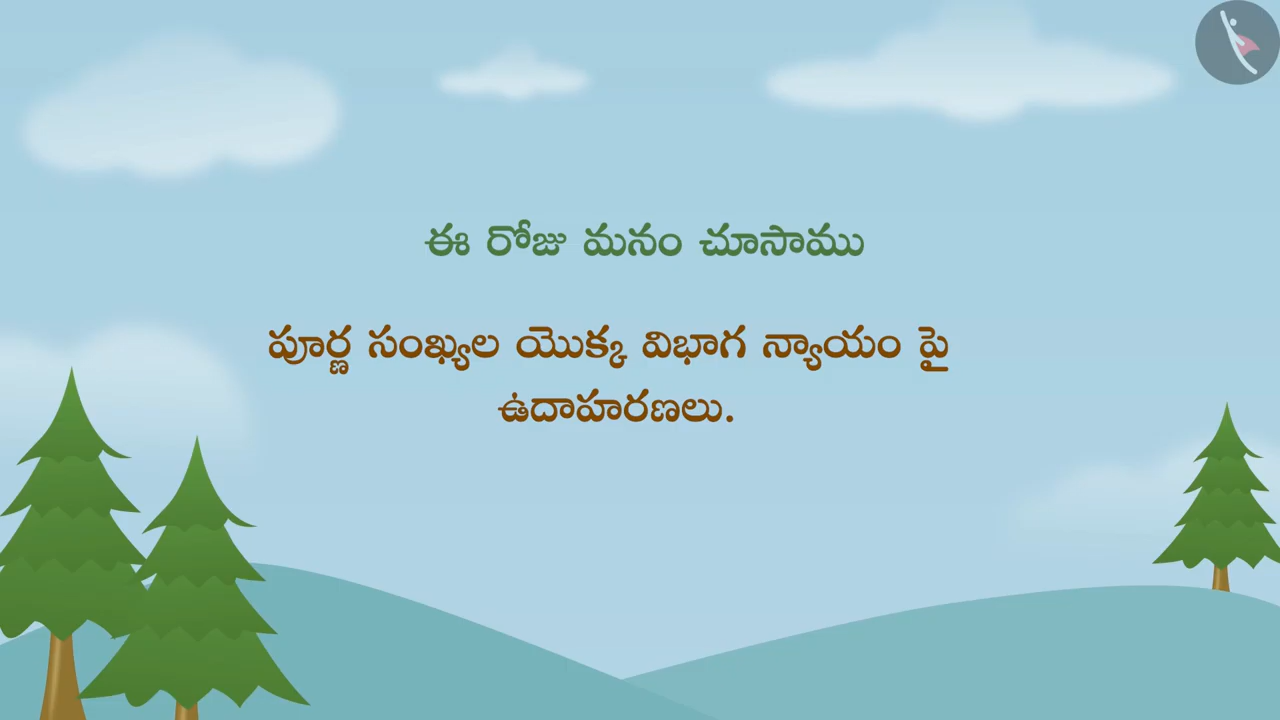 ఈ రోజు మనం చూసాము
పూర్ణ సంఖ్యల యొక్క విభాగ న్యాయం పై
ఉదాహరణలు.